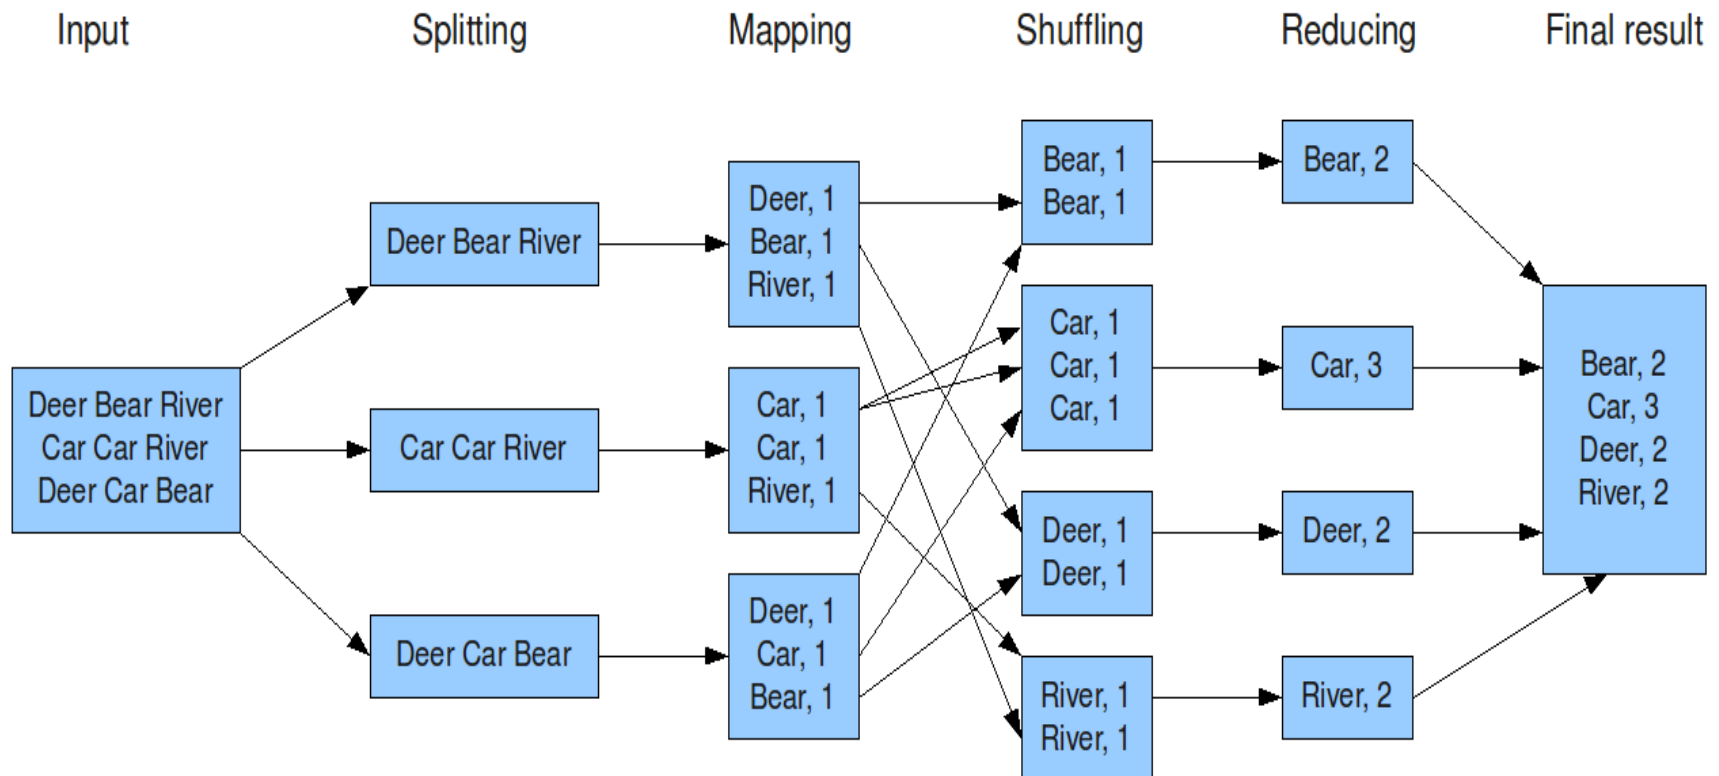 Input
Splitting
Mapping
Shuffling
Reducing
Final result
Deer Bear River
Car Car River
Deer Car Bear
Deer Bear River
Car Car River
Deer Car Bear
Deer, 1
Bear, 1
River, 1
Car, 1
Car, 1
River, 1
Deer, 1
Car, 1
Bear, 1
Bear, 1
Bear, 1
Car, 1
Car, 1
Car, 1
Deer, 1
Deer, 1
River, 1
River, 1
Bear, 2
Car, 3
Deer, 2
River, 2
Bear, 2
Car, 3
Deer, 2
River, 2